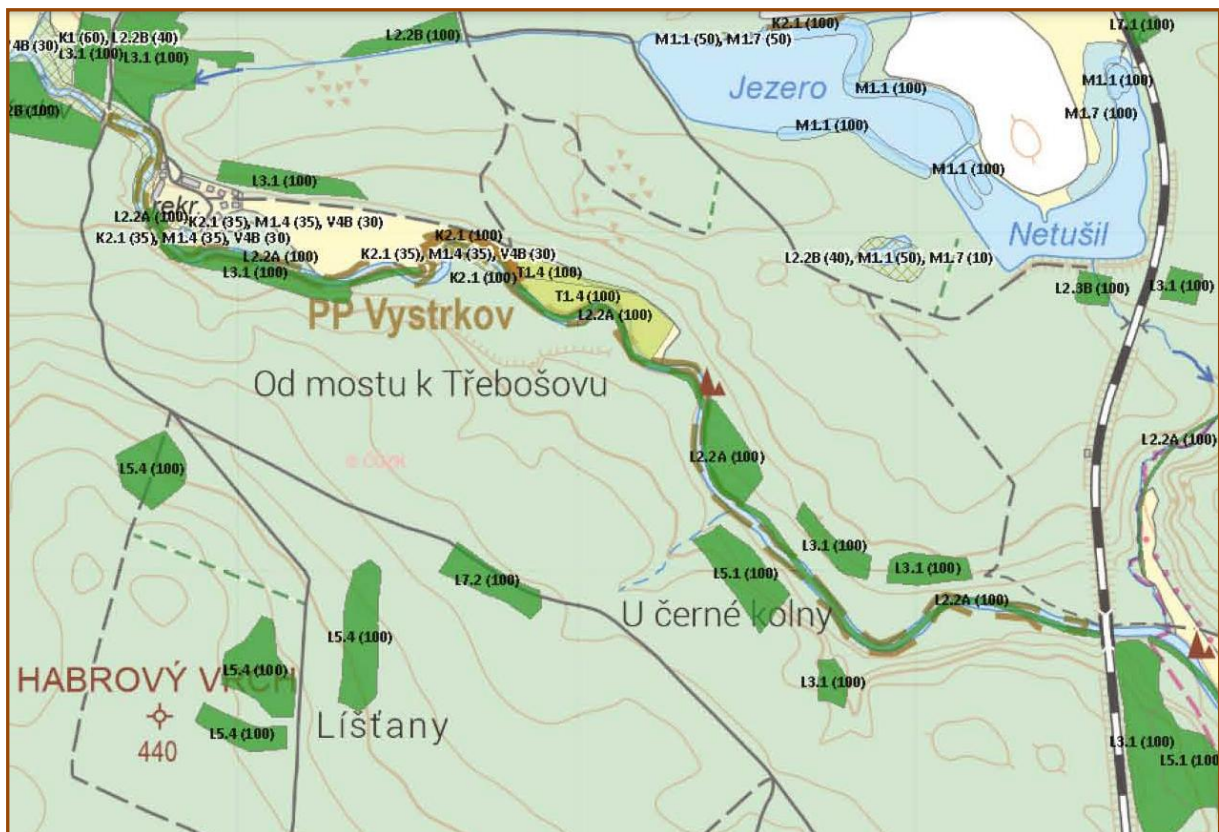 K1 (60), L2.2B (40)
V4B (30)
L3.1 (100)
L3.1 (100)
L2.2B (100)
K2.1 (100)
M1.1 (50), M1.7 (50)
L7.1 (100)
Jezero
M1.1 (100)
M1.1 (100)
M1.7 (100)
M1.1 (100)
M1.1 (100)
L3.1 (100)
rekr.
L2.2A (100)
K2.1 (35), M1.4 (35), V4B (30)
K2.1 (35), M1.4 (35), V4B (30)
K2.1 (100)
K2.1 (35), M1.4 (35), V4B (30)
L2.2A (100)
L3.1 (100)
K2.1 (100)
T1.4 (100)
T1.4 (100)
L2.2A (100)
Netušil
L2.2B (40), M1.1 (50), M1.7 (10)
L2.3B (100)
L3.1 (100)
PP Vystrkov
Od mostu k Třebošovu
© ČÚZK
L5.4 (100)
L2.2A (100)
L2.2A (100)
L3.1 (100)
L3.1 (100)
L7.2 (100)
L5.1 (100)
L2.2A (100)
U černé kolny
L5.4 (100)
L5.4 (100)
HABROVÝ VRCH
L3.1 (100)
440
L5.4 (100)
Líšťany
L3.1 (100)
L5.1 (100)